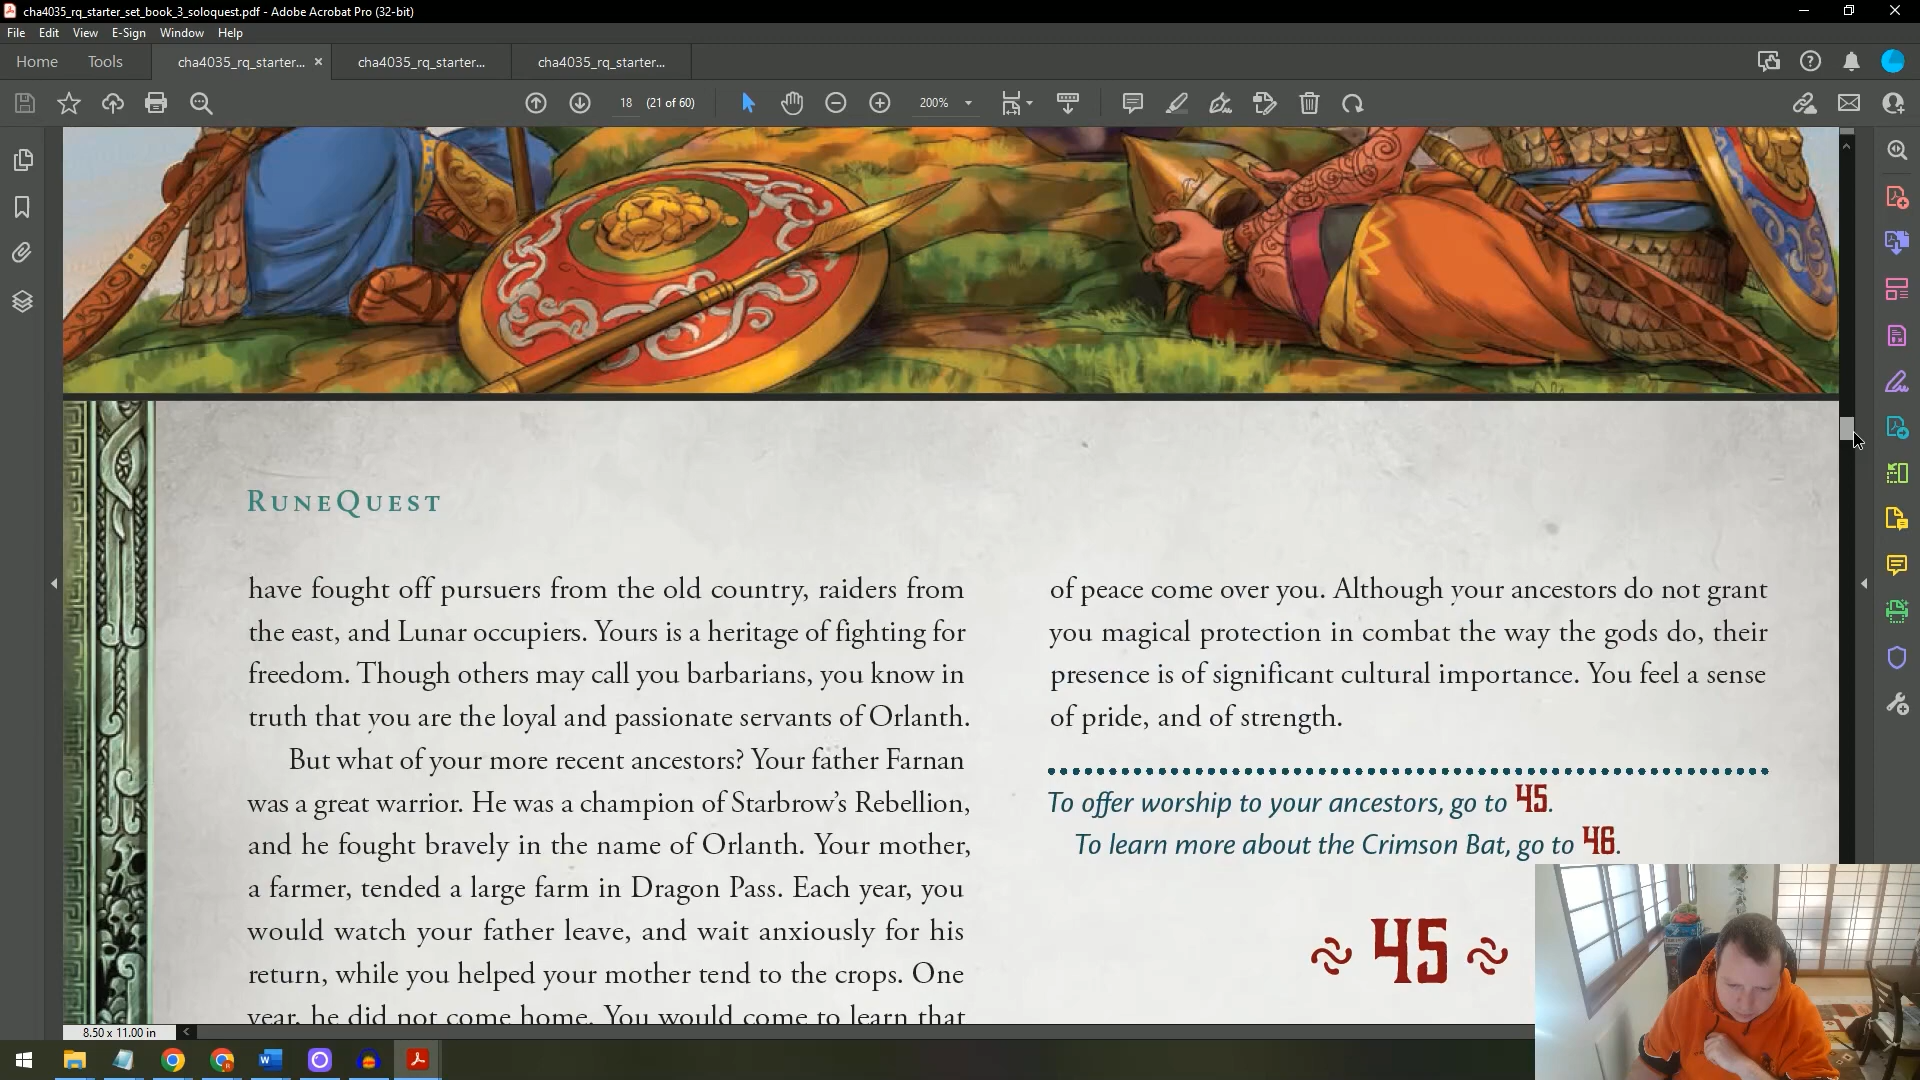 cha4035_rq_starter_set_book_3_soloquest.pdf - Adobe Acrobat Pro (32-bit)
File Edit View E-Sign Window Help
Home Tools cha4035_rq_starter... × cha4035_rq_starter... cha4035_rq_starter...
18 (21 of 60) 200%
RUNEQUEST
have fought off pursuers from the old country, raiders from
the east, and Lunar occupiers. Yours is a heritage of fighting for
freedom. Though others may call you barbarians, you know in
truth that you are the loyal and passionate servants of Orlanth.
But what of your more recent ancestors? Your father Farnan
was a great warrior. He was a champion of Starbrow's Rebellion,
and he fought bravely in the name of Orlanth. Your mother,
a farmer, tended a large farm in Dragon Pass. Each year, you
would watch your father leave, and wait anxiously for his
return, while you helped your mother tend to the crops. One
year, he did not come home. You would come to learn that
of peace come over you. Although your ancestors do not grant
you magical protection in combat the way the gods do, their
presence is of significant cultural importance. You feel a sense
of pride, and of strength.
To offer worship to your ancestors, go to 45.
To learn more about the Crimson Bat, go to 46.
45
8.50 x 11.00 in